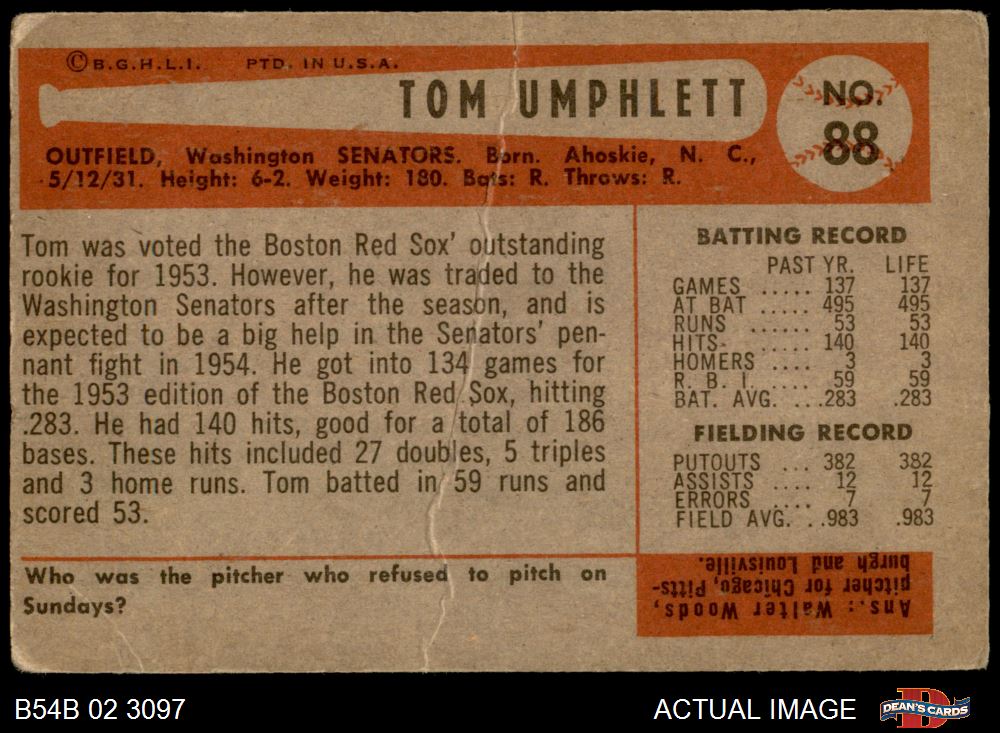 ©B.G.H.L.I. PTD. IN U.S.A.
TOM UMPHLETT
NO.
88
OUTFIELD, Washington SENATORS. Born. Ahoskie, N. C.,
5/12/31. Height: 6-2. Weight: 180. Bats: R. Throws: R.
Tom was voted the Boston Red Sox' outstanding
rookie for 1953. However, he was traded to the
Washington Senators after the season, and is
expected to be a big help in the Senators' pen-
nant fight in 1954. He got into 134 games for
the 1953 edition of the Boston Red Sox, hitting
.283. He had 140 hits, good for a total of 186
bases. These hits included 27 doubles, 5 triples
and 3 home runs. Tom batted in 59 runs and
scored 53.
BATTING RECORD
PAST YR. LIFE
GAMES ..... 137 137
AT BAT ..... 495 495
RUNS ...... 53 53
HITS ...... 140 140
HOMERS .... 3 3
R. B. I. .... 59 59
BAT. AVG. ...283 .283
FIELDING RECORD
PUTOUTS ... 382 382
ASSISTS .... 12 12
ERRORS .... 7 7
FIELD AVG. ..983 .983
Who was the pitcher who refused to pitch on
Sundays?
Ans.: Walter Woods,
pitcher for Chicago, Pitts-
burgh and Louisville.
B54B 02 3097
ACTUAL IMAGE
D
DEAN'S CARDS